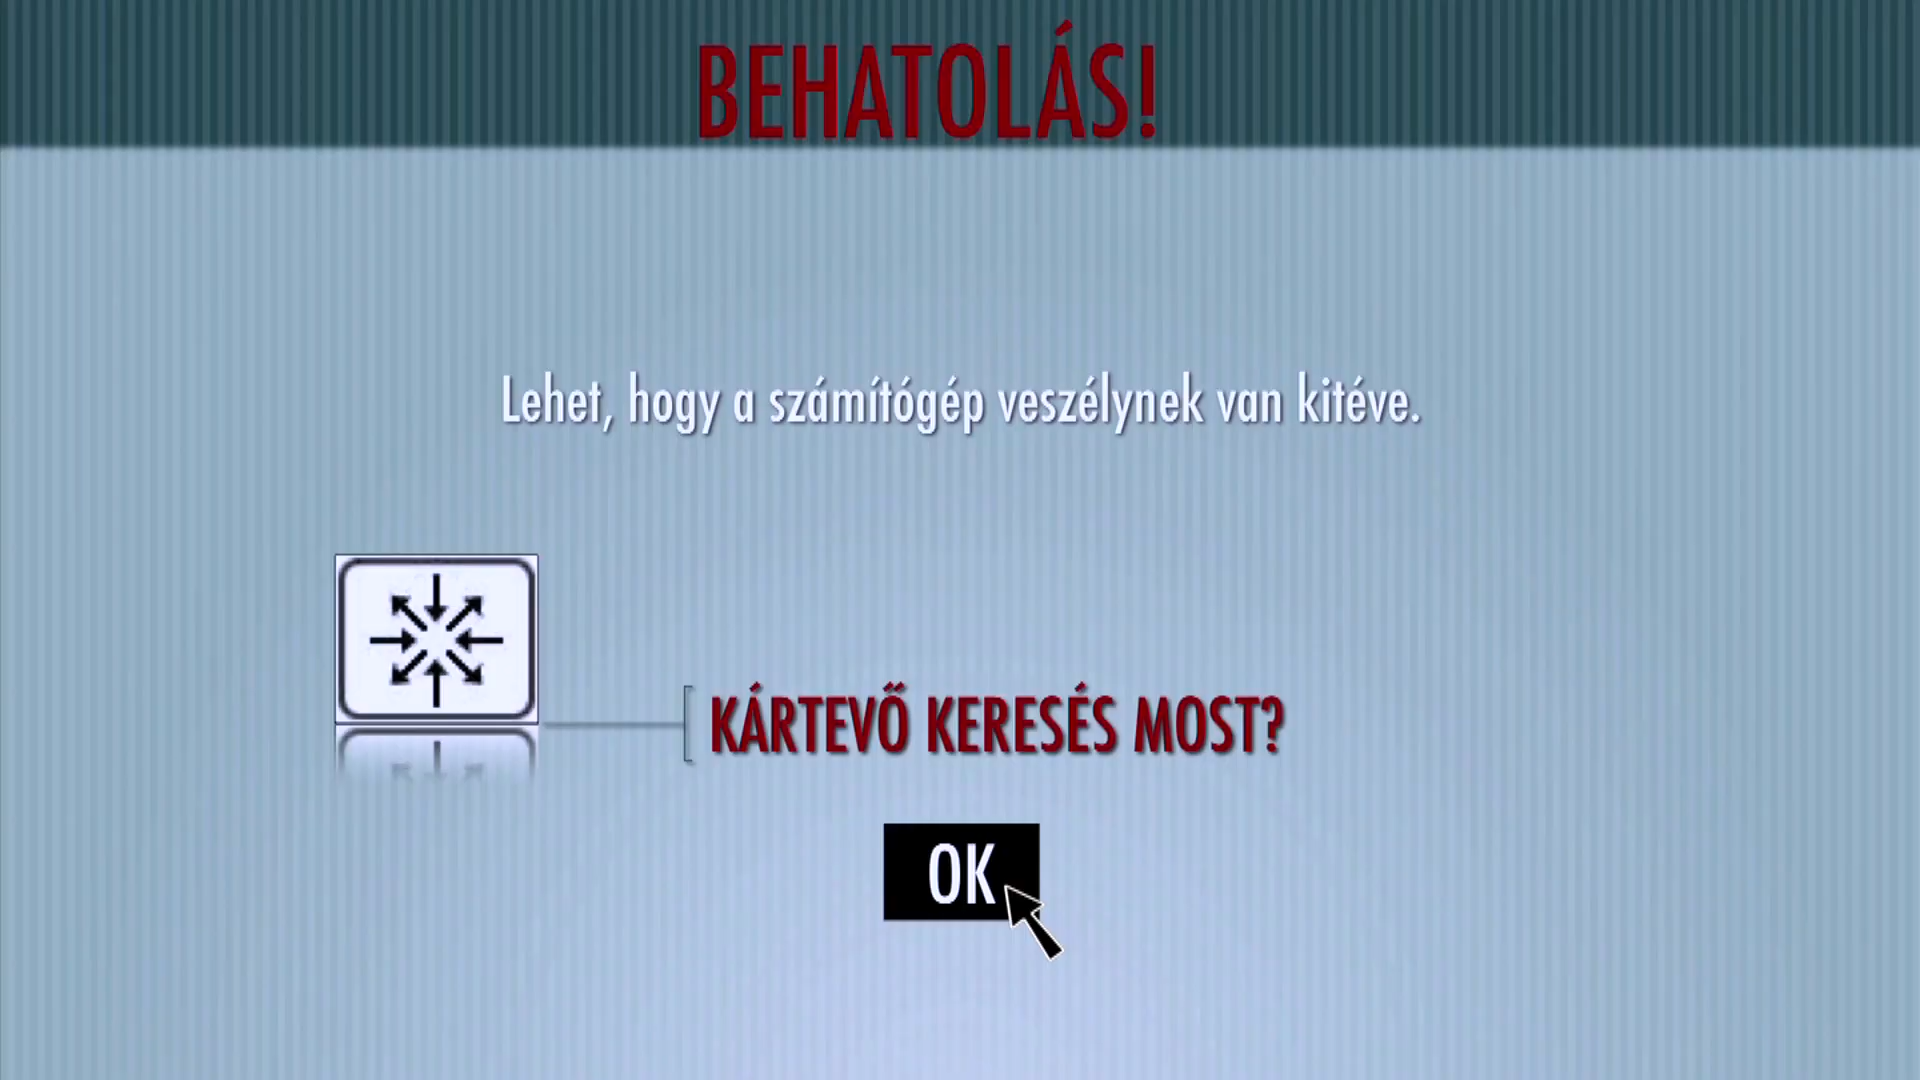 BEHATOLÁS!
Lehet, hogy a számítógép veszélynek van kitéve.
KÁRTEVŐ KERESÉS MOST?
OK